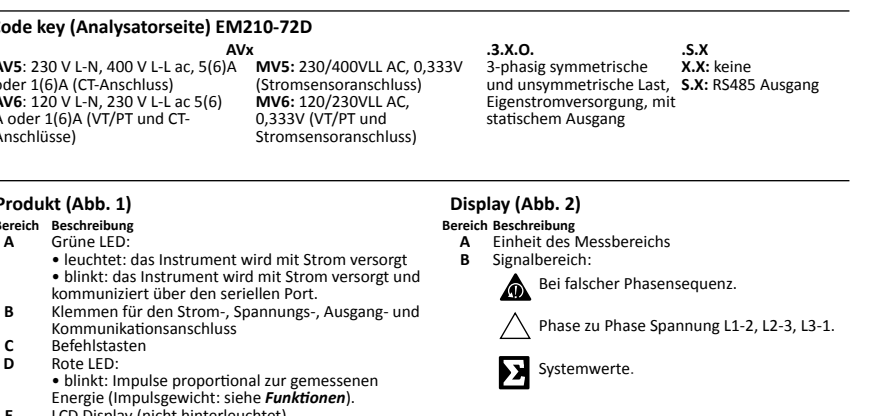 ode key (Analysatorseite) EM210-72D
AVx
AV5: 230 V L-N, 400 V L-L ac, 5(6)A
oder 1(6)A (CT-Anschluss)
AV6: 120 V L-N, 230 V L-L ac 5(6)
A oder 1(6)A (VT/PT und CT-
Anschlüsse)
MV5: 230/400VLL AC, 0,333V
(Stromsensoranschluss)
MV6: 120/230VLL AC,
0,333V (VT/PT und
Stromsensoranschluss)
.3.X.O.
3-phasig symmetrische
und unsymmetrische Last,
Eigenstromversorgung, mit
statischem Ausgang
.S.X
X.X: keine
S.X: RS485 Ausgang
Produkt (Abb. 1)
Bereich Beschreibung
A Grüne LED:
• leuchtet: das Instrument wird mit Strom versorgt
• blinkt: das Instrument wird mit Strom versorgt und
kommuniziert über den seriellen Port.
B Klemmen für den Strom-, Spannungs-, Ausgang- und
Kommunikationsanschluss
C Befehlstasten
D Rote LED:
• blinkt: Impulse proportional zur gemessenen
Energie (Impulsgewicht: siehe Funktionen).
E LCD Display (nicht hinterleuchtet)
Display (Abb. 2)
Bereich Beschreibung
A Einheit des Messbereichs
B Signalbereich:
Bei falscher Phasensequenz.
Phase zu Phase Spannung L1-2, L2-3, L3-1.
Σ Systemwerte.